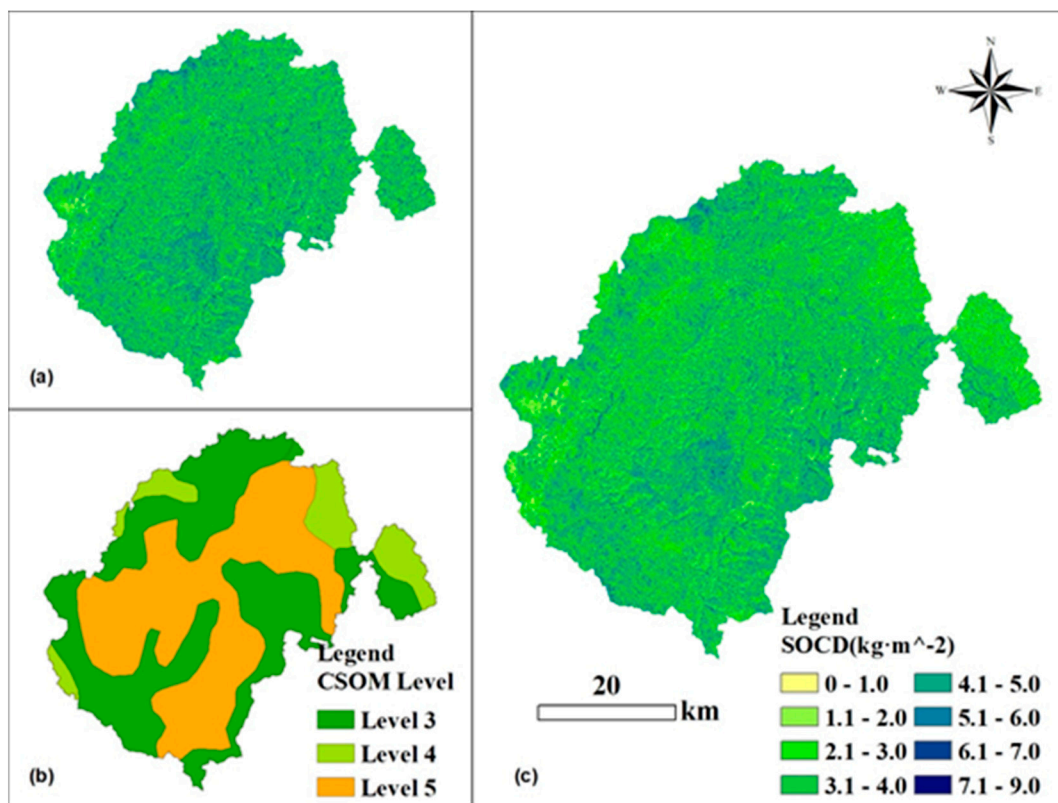 (a)
N
W
E
S
(b)
Legend
CSOM Level
Level 3
Level 4
Level 5
20
km
(c)
Legend
SOCD(kg·m^-2)
0 - 1.0
1.1 - 2.0
2.1 - 3.0
3.1 - 4.0
4.1 - 5.0
5.1 - 6.0
6.1 - 7.0
7.1 - 9.0